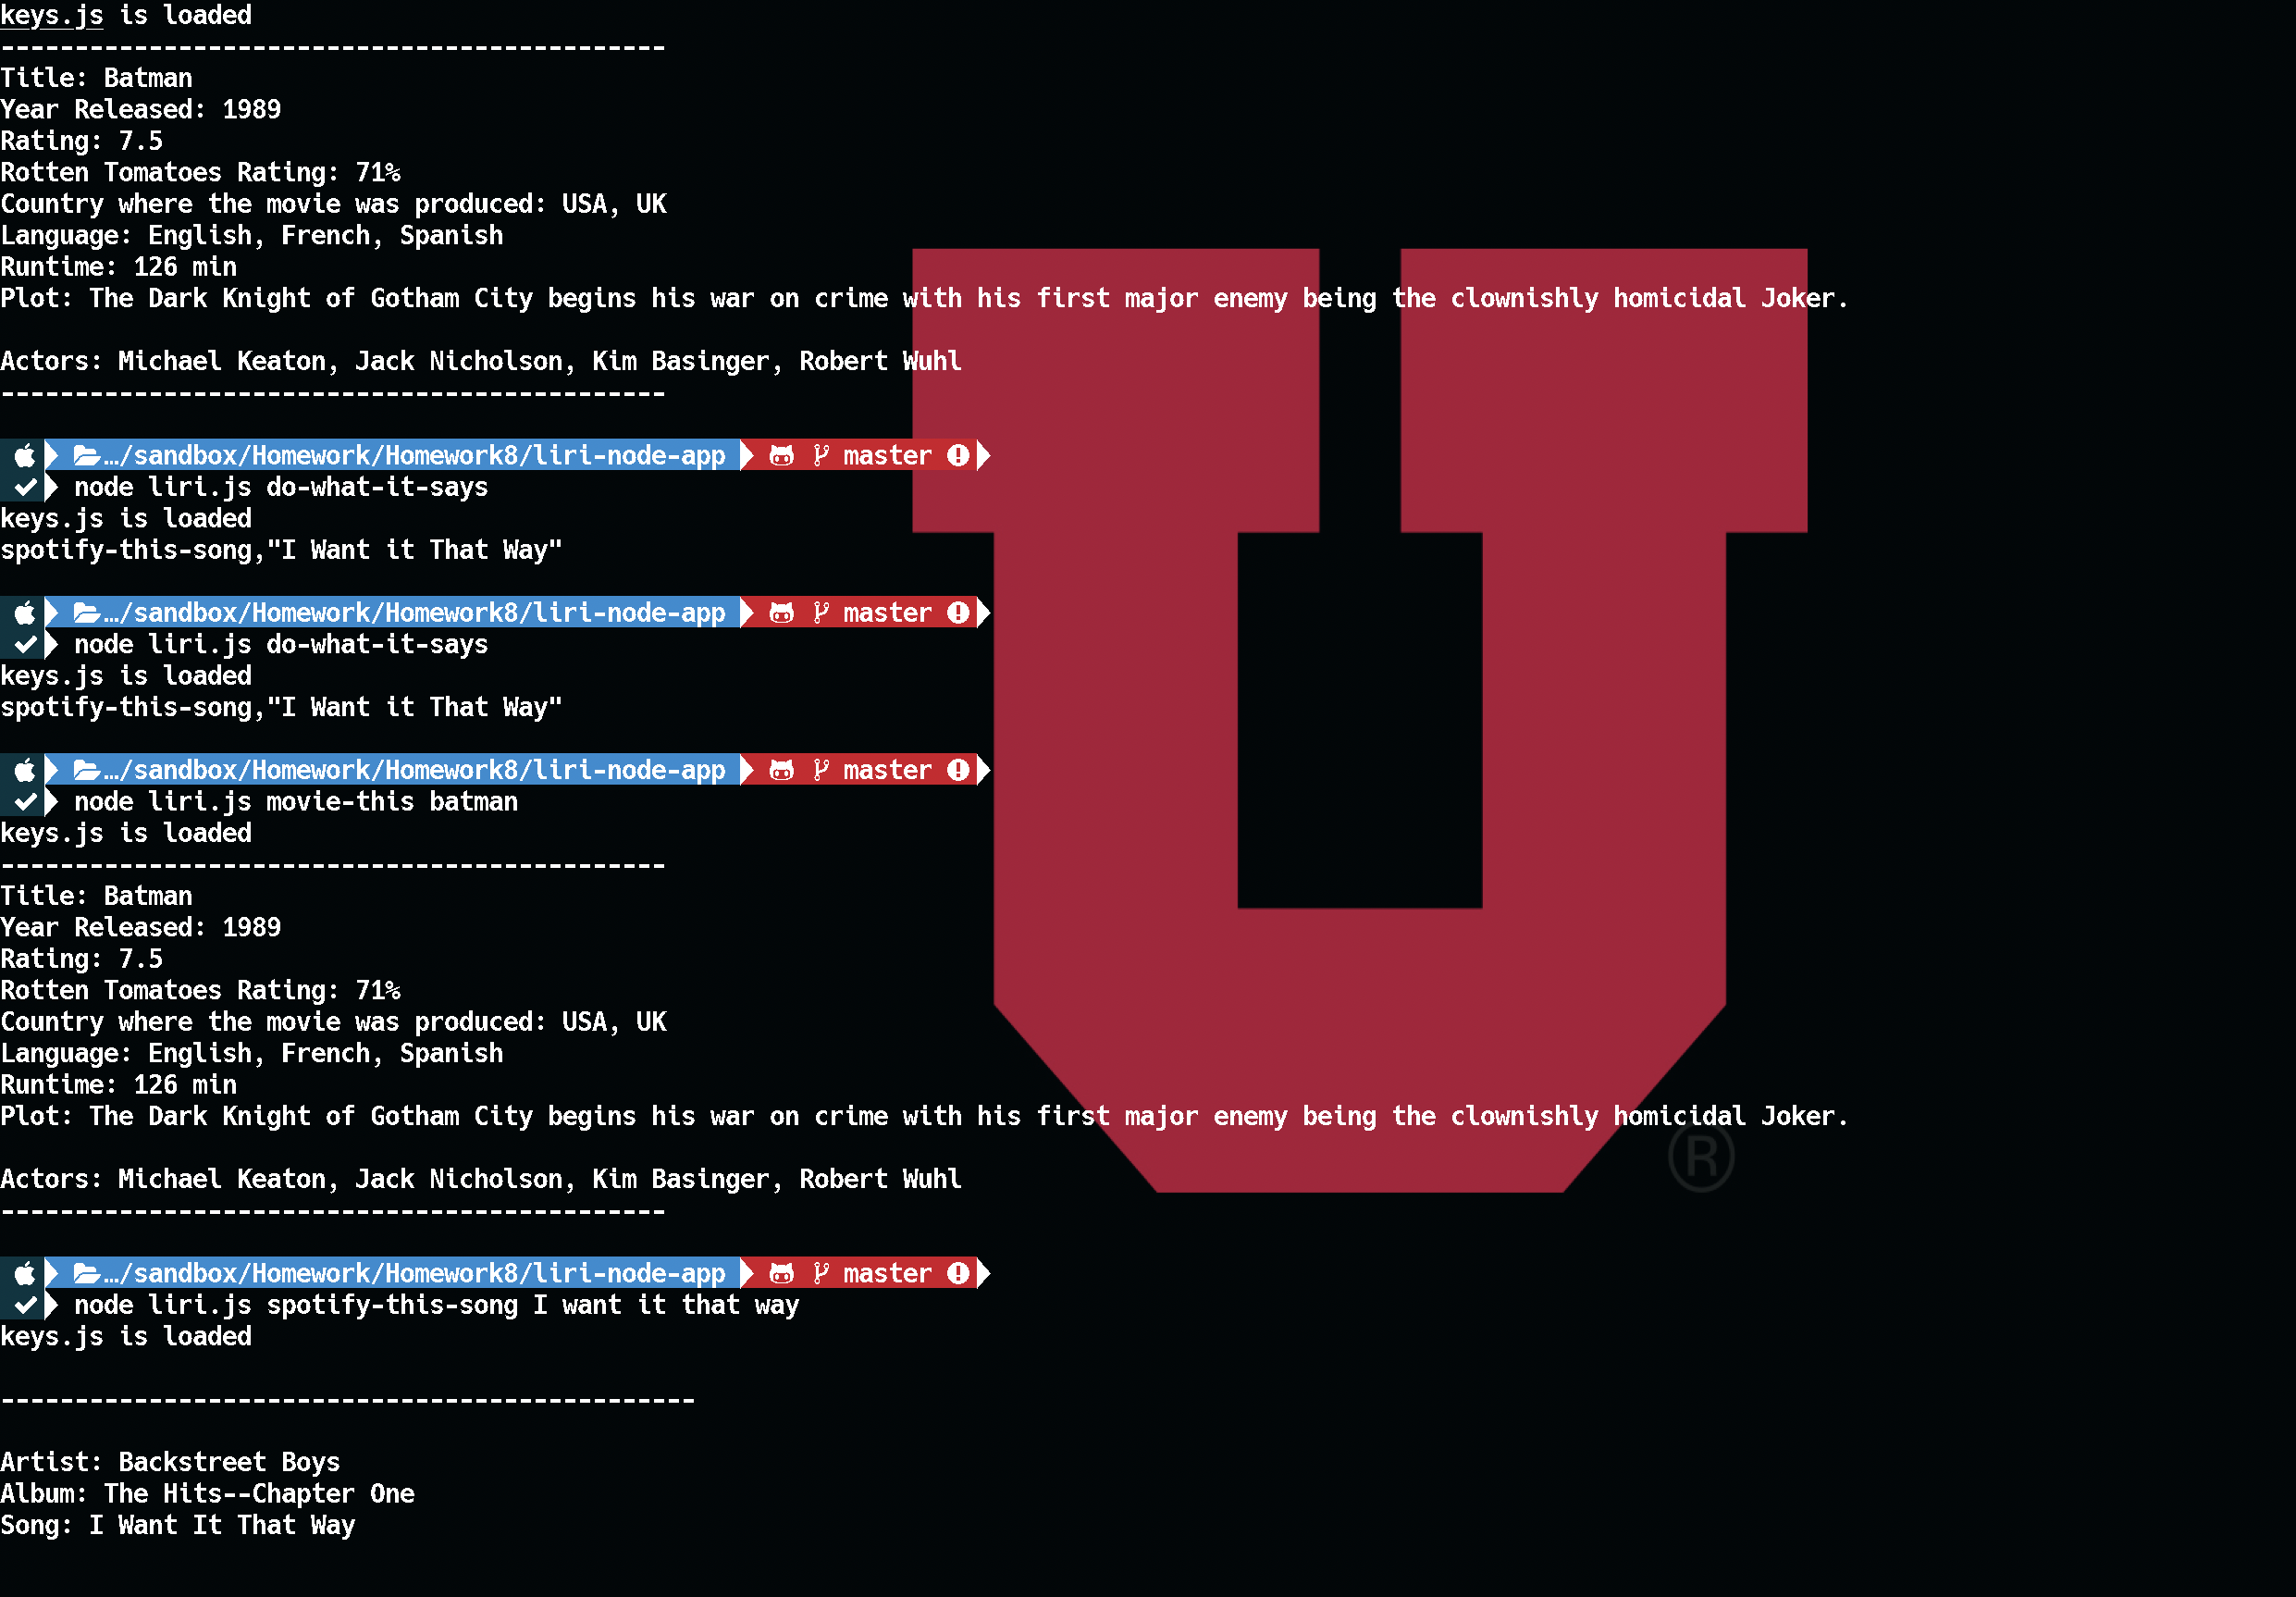 keys.js is loaded
---------------------------------------------
Title: Batman
Year Released: 1989
Rating: 7.5
Rotten Tomatoes Rating: 71%
Country where the movie was produced: USA, UK
Language: English, French, Spanish
Runtime: 126 min
Plot: The Dark Knight of Gotham City begins his war on crime with his first major enemy being the clownishly homicidal Joker.
Actors: Michael Keaton, Jack Nicholson, Kim Basinger, Robert Wuhl
---------------------------------------------
…/sandbox/Homework/Homework8/liri-node-app master
node liri.js do-what-it-says
keys.js is loaded
spotify-this-song,"I Want it That Way"
…/sandbox/Homework/Homework8/liri-node-app master
node liri.js do-what-it-says
keys.js is loaded
spotify-this-song,"I Want it That Way"
…/sandbox/Homework/Homework8/liri-node-app master
node liri.js movie-this batman
keys.js is loaded
---------------------------------------------
Title: Batman
Year Released: 1989
Rating: 7.5
Rotten Tomatoes Rating: 71%
Country where the movie was produced: USA, UK
Language: English, French, Spanish
Runtime: 126 min
Plot: The Dark Knight of Gotham City begins his war on crime with his first major enemy being the clownishly homicidal Joker.
Actors: Michael Keaton, Jack Nicholson, Kim Basinger, Robert Wuhl
---------------------------------------------
…/sandbox/Homework/Homework8/liri-node-app master
node liri.js spotify-this-song I want it that way
keys.js is loaded
-----------------------------------------------
Artist: Backstreet Boys
Album: The Hits--Chapter One
Song: I Want It That Way
U
®